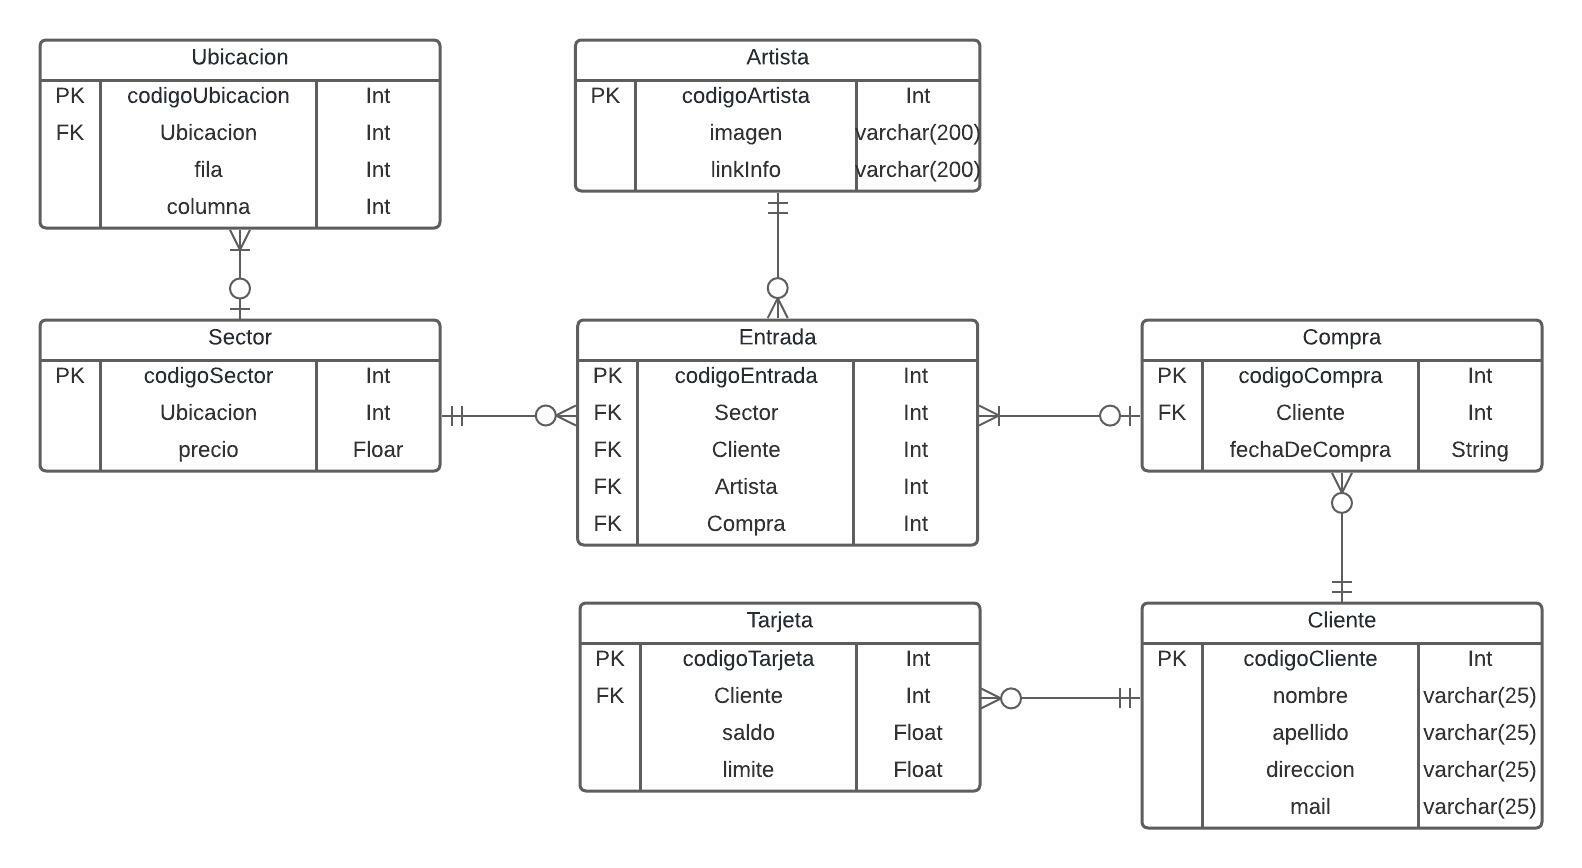 Ubicacion
PK codigoUbicacion Int
FK Ubicacion Int
fila Int
columna Int
Artista
PK codigoArtista Int
imagen varchar(200)
linkInfo varchar(200)
Sector
PK codigoSector Int
Ubicacion Int
precio Floar
Entrada
PK codigoEntrada Int
FK Sector Int
FK Cliente Int
FK Artista Int
FK Compra Int
Compra
PK codigoCompra Int
FK Cliente Int
fechaDeCompra String
Tarjeta
PK codigoTarjeta Int
FK Cliente Int
saldo Float
limite Float
Cliente
PK codigoCliente Int
nombre varchar(25)
apellido varchar(25)
direccion varchar(25)
mail varchar(25)